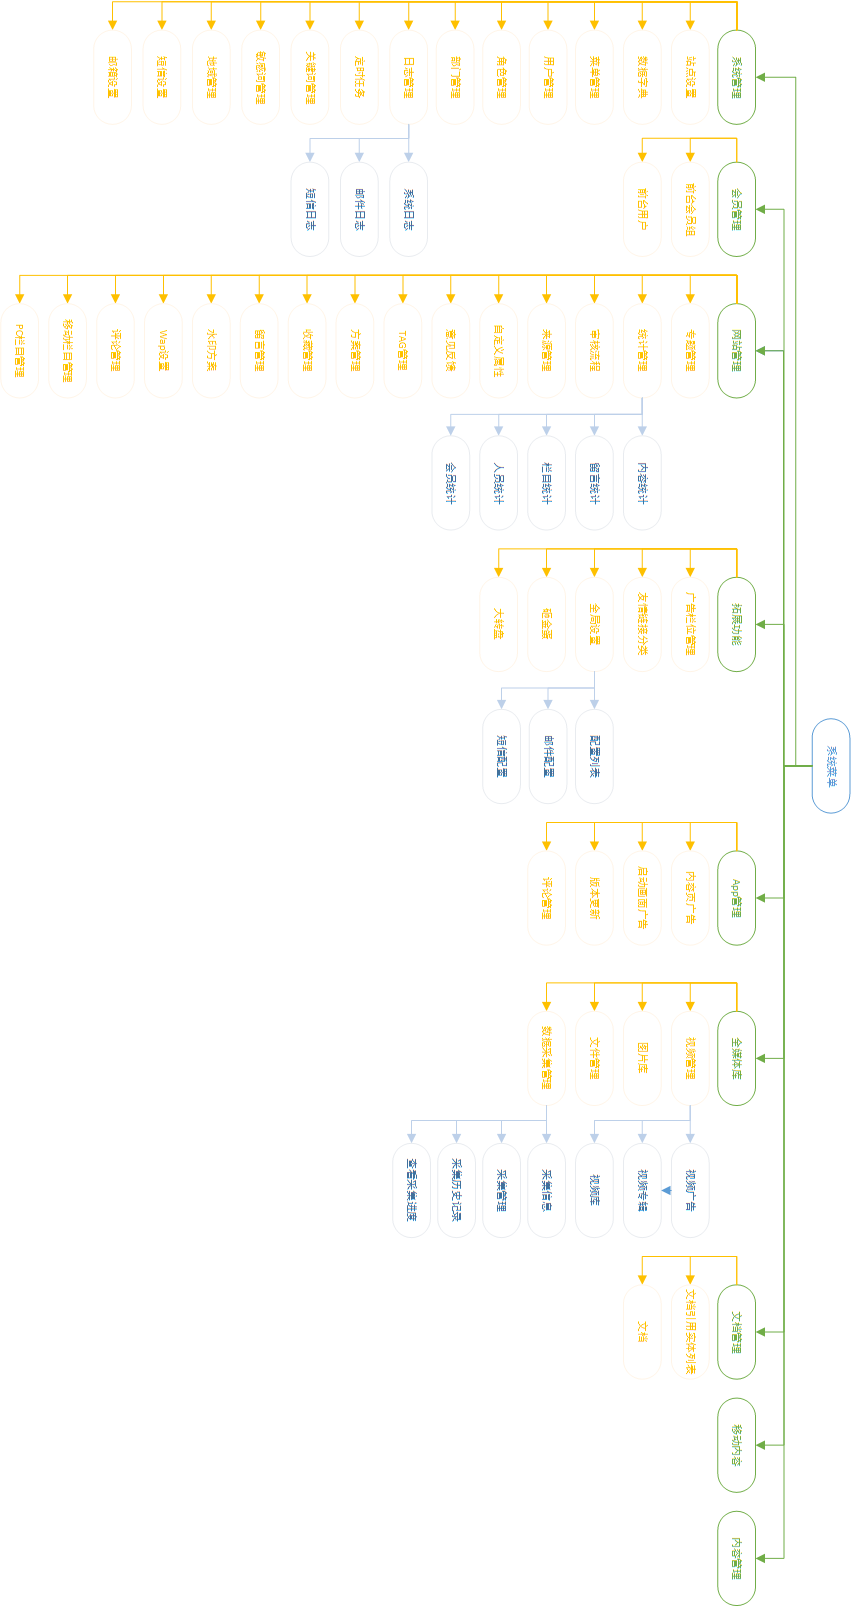 系统菜单
系统管理
站点设置
数据字典
菜单管理
用户管理
角色管理
部门管理
日志管理
定时任务
关键词管理
敏感词管理
地域管理
短信设置
邮箱设置
系统日志
邮件日志
短信日志
会员管理
前台会员组
前台用户
网站管理
专题管理
统计管理
审核流程
来源管理
自定义属性
意见反馈
TAG管理
方案管理
收藏管理
留言管理
水印方案
Wap设置
评论管理
移动栏目管理
PC栏目管理
内容统计
留言统计
栏目统计
人员统计
会员统计
拓展功能
广告栏位管理
友情链接分类
全局设置
砸金蛋
大转盘
配置列表
邮件配置
短信配置
App管理
内容页广告
启动画面广告
版本更新
评论管理
全媒体库
视频管理
图片库
文件管理
数据采集管理
视频广告
视频专辑
视频库
采集信息
采集管理
采集历史记录
查看采集进度
文档管理
文档引用实体列表
文档
移动内容
内容管理